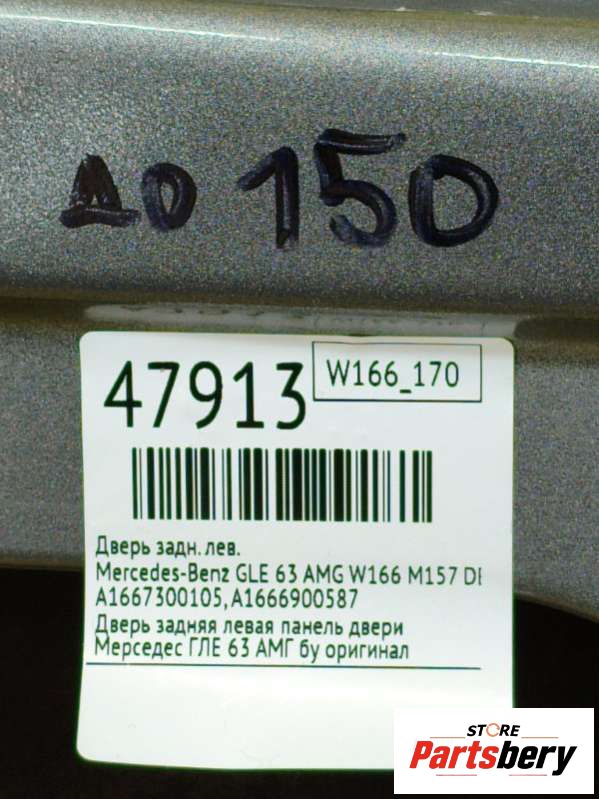 ДО 150
47913
W166_170
Дверь задн. лев.
Mercedes-Benz GLE 63 AMG W166 M157 DE
A1667300105, A1666900587
Дверь задняя левая панель двери
Мерседес ГЛЕ 63 АМГ бу оригинал
STORE
Partsbery